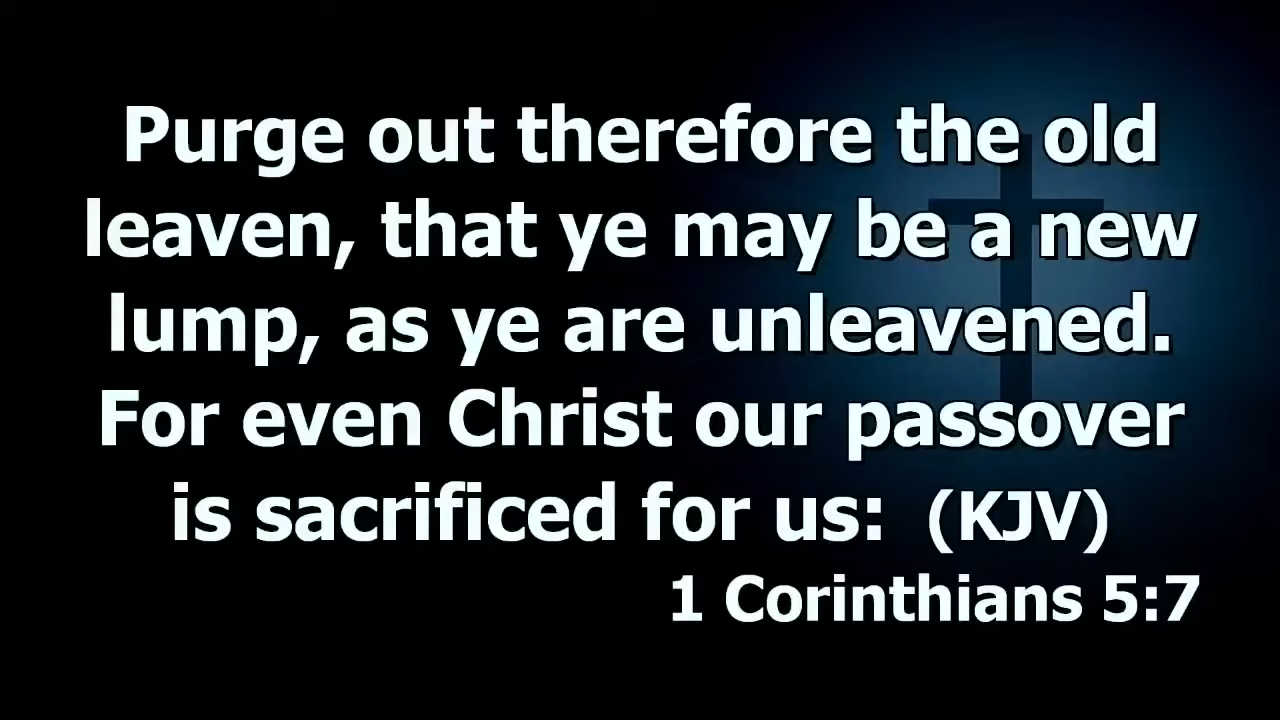 Purge out therefore the old
leaven, that ye may be a new
lump, as ye are unleavened.
For even Christ our passover
is sacrificed for us: (KJV)
1 Corinthians 5:7